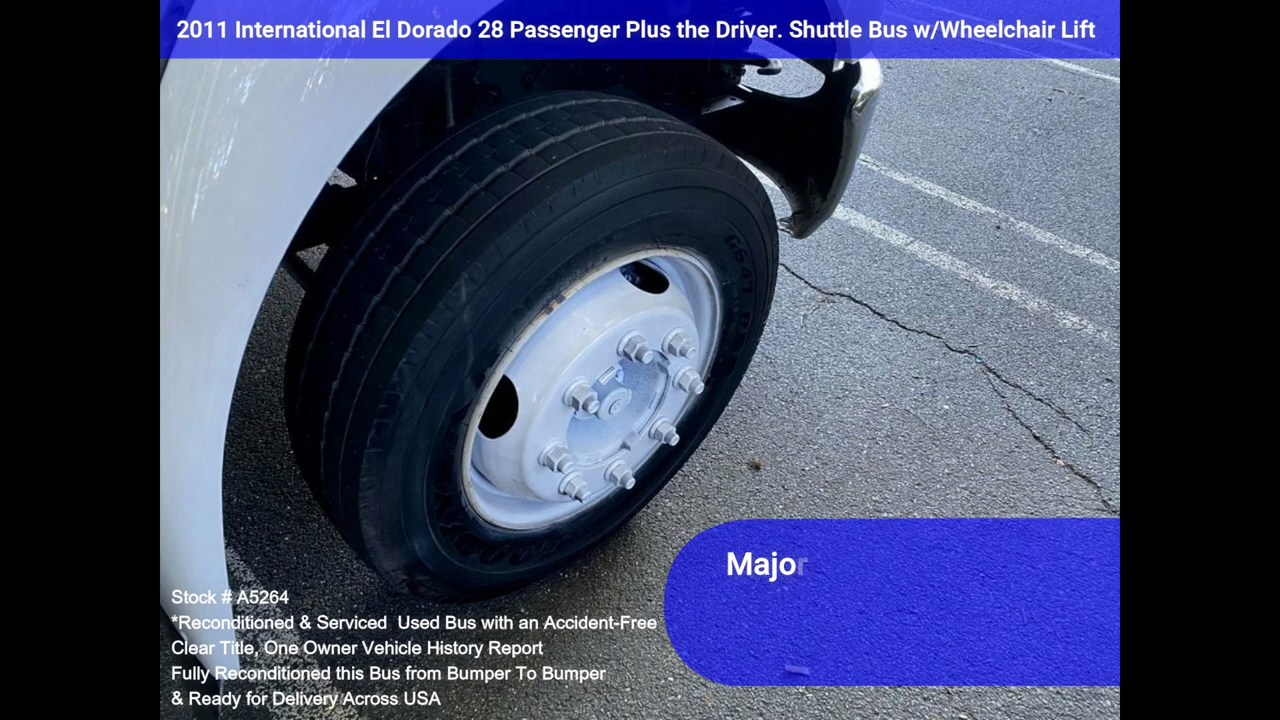 2011 International El Dorado 28 Passenger Plus the Driver. Shuttle Bus w/Wheelchair Lift
G647
Major
Stock # A5264
*Reconditioned & Serviced  Used Bus with an Accident-Free
Clear Title, One Owner Vehicle History Report
Fully Reconditioned this Bus from Bumper To Bumper
& Ready for Delivery Across USA